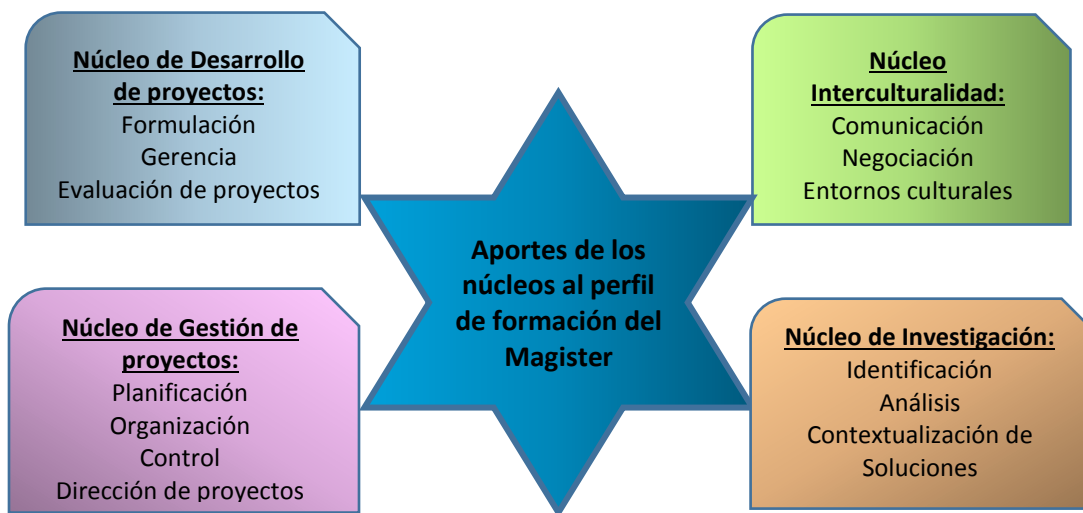 Núcleo de Desarrollo
de proyectos:
Formulación
Gerencia
Evaluación de proyectos
Núcleo
Interculturalidad:
Comunicación
Negociación
Entornos culturales
Aportes de los
núcleos al perfil
de formación del
Magister
Núcleo de Gestión de
proyectos:
Planificación
Organización
Control
Dirección de proyectos
Núcleo de Investigación:
Identificación
Análisis
Contextualización de
Soluciones